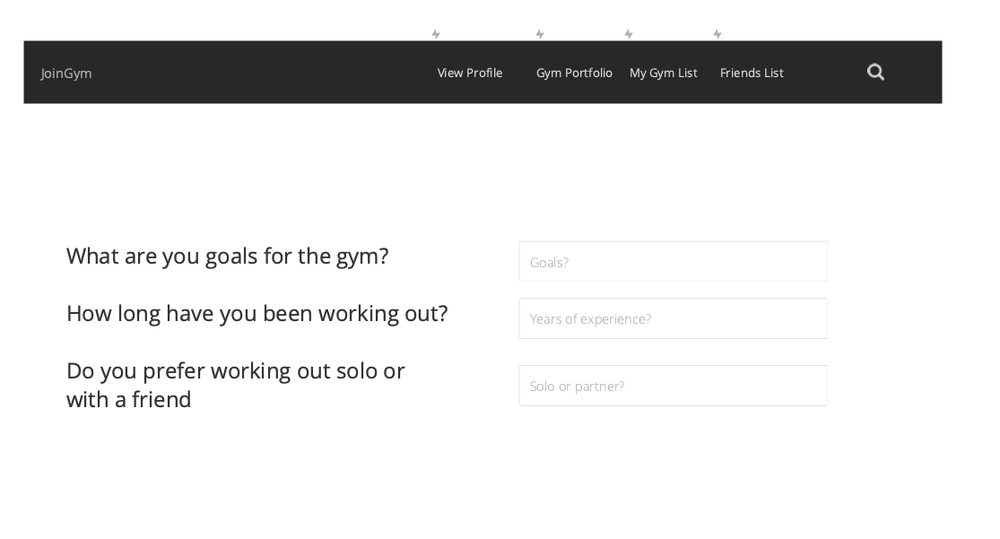 JoinGym View Profile Gym Portfolio My Gym List Friends List
What are you goals for the gym? Goals?
How long have you been working out? Years of experience?
Do you prefer working out solo or
with a friend
Solo or partner?